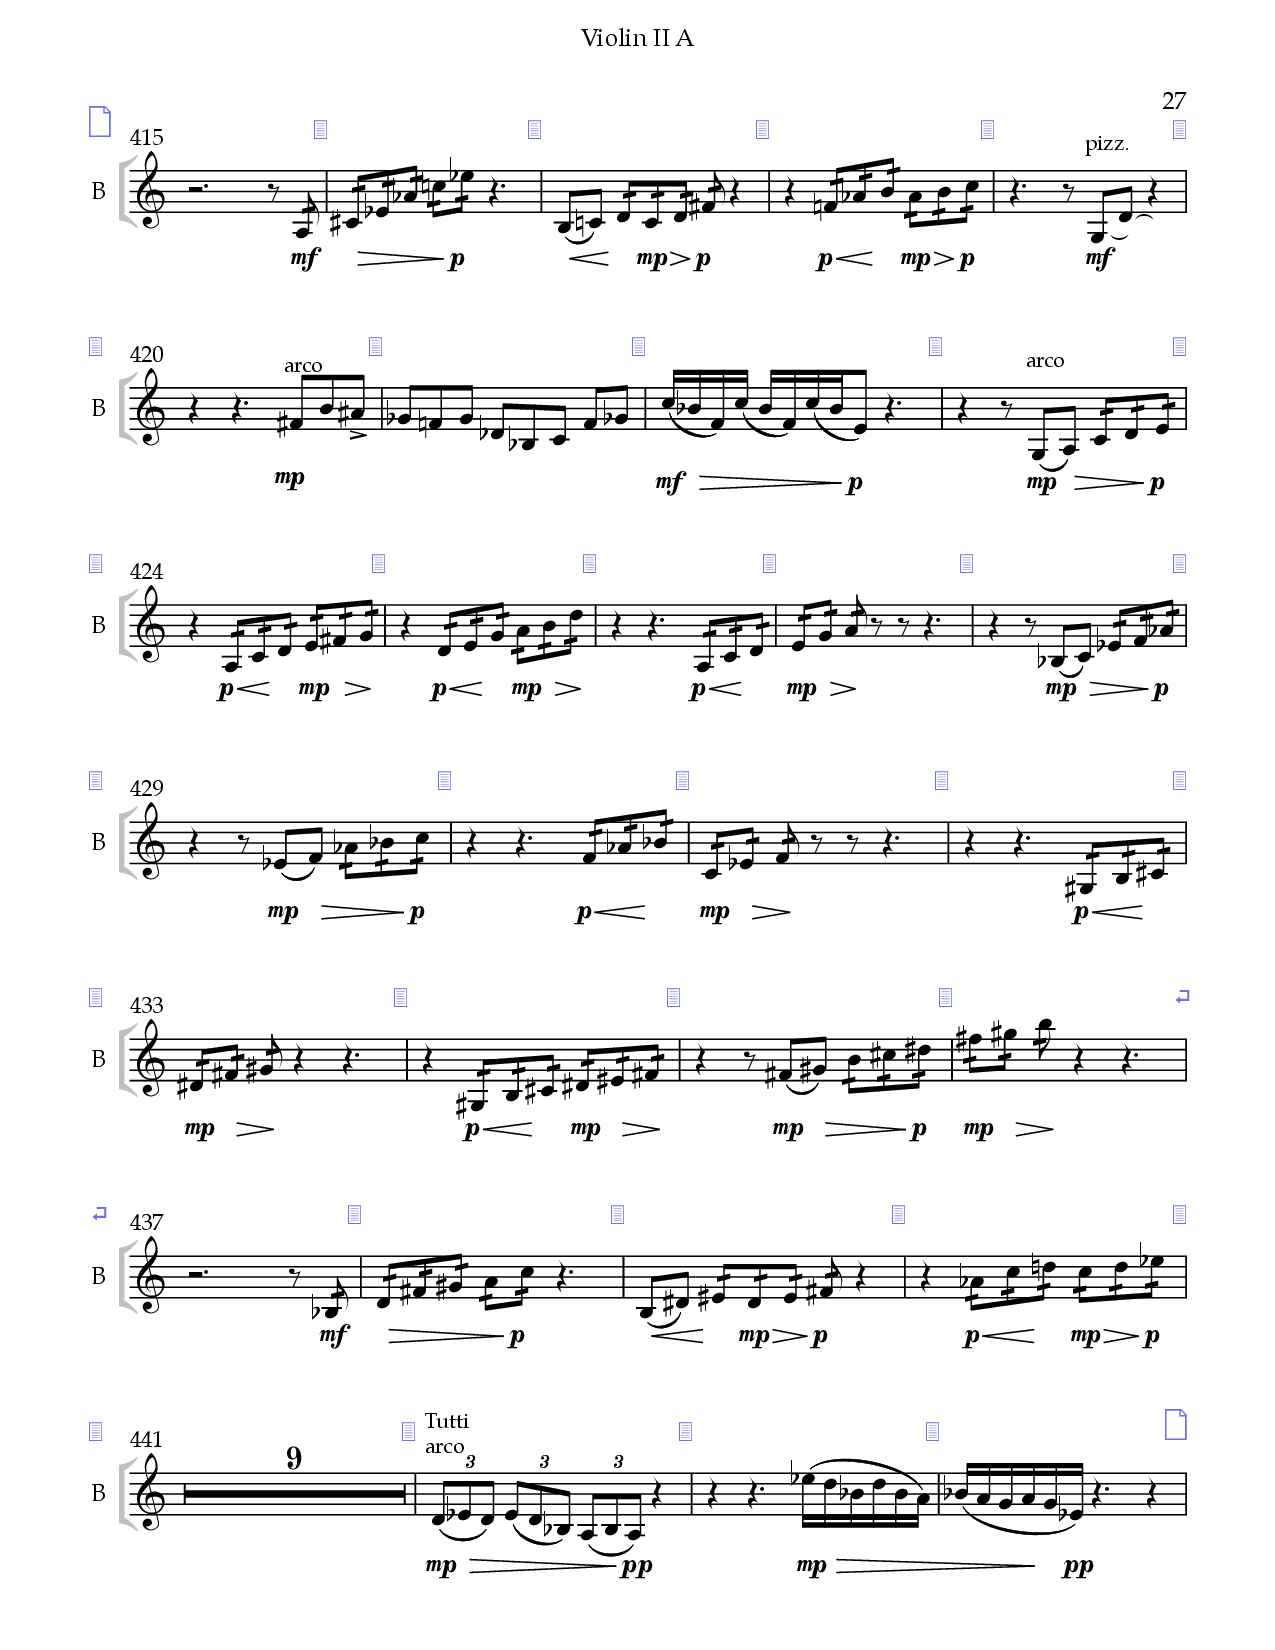 Violin II A
27
415
pizz.
B
mf p mp p p mp p mf
420
arco arco
B
mp mf p mp p
424
B
p mp p mp p mp mp p
429
B
mp p p mp p
433
B
mp p mp mp p mp
437
B
mf p mp p p mp p
441
Tutti
arco
9 3 3 3
B
mp pp mp pp